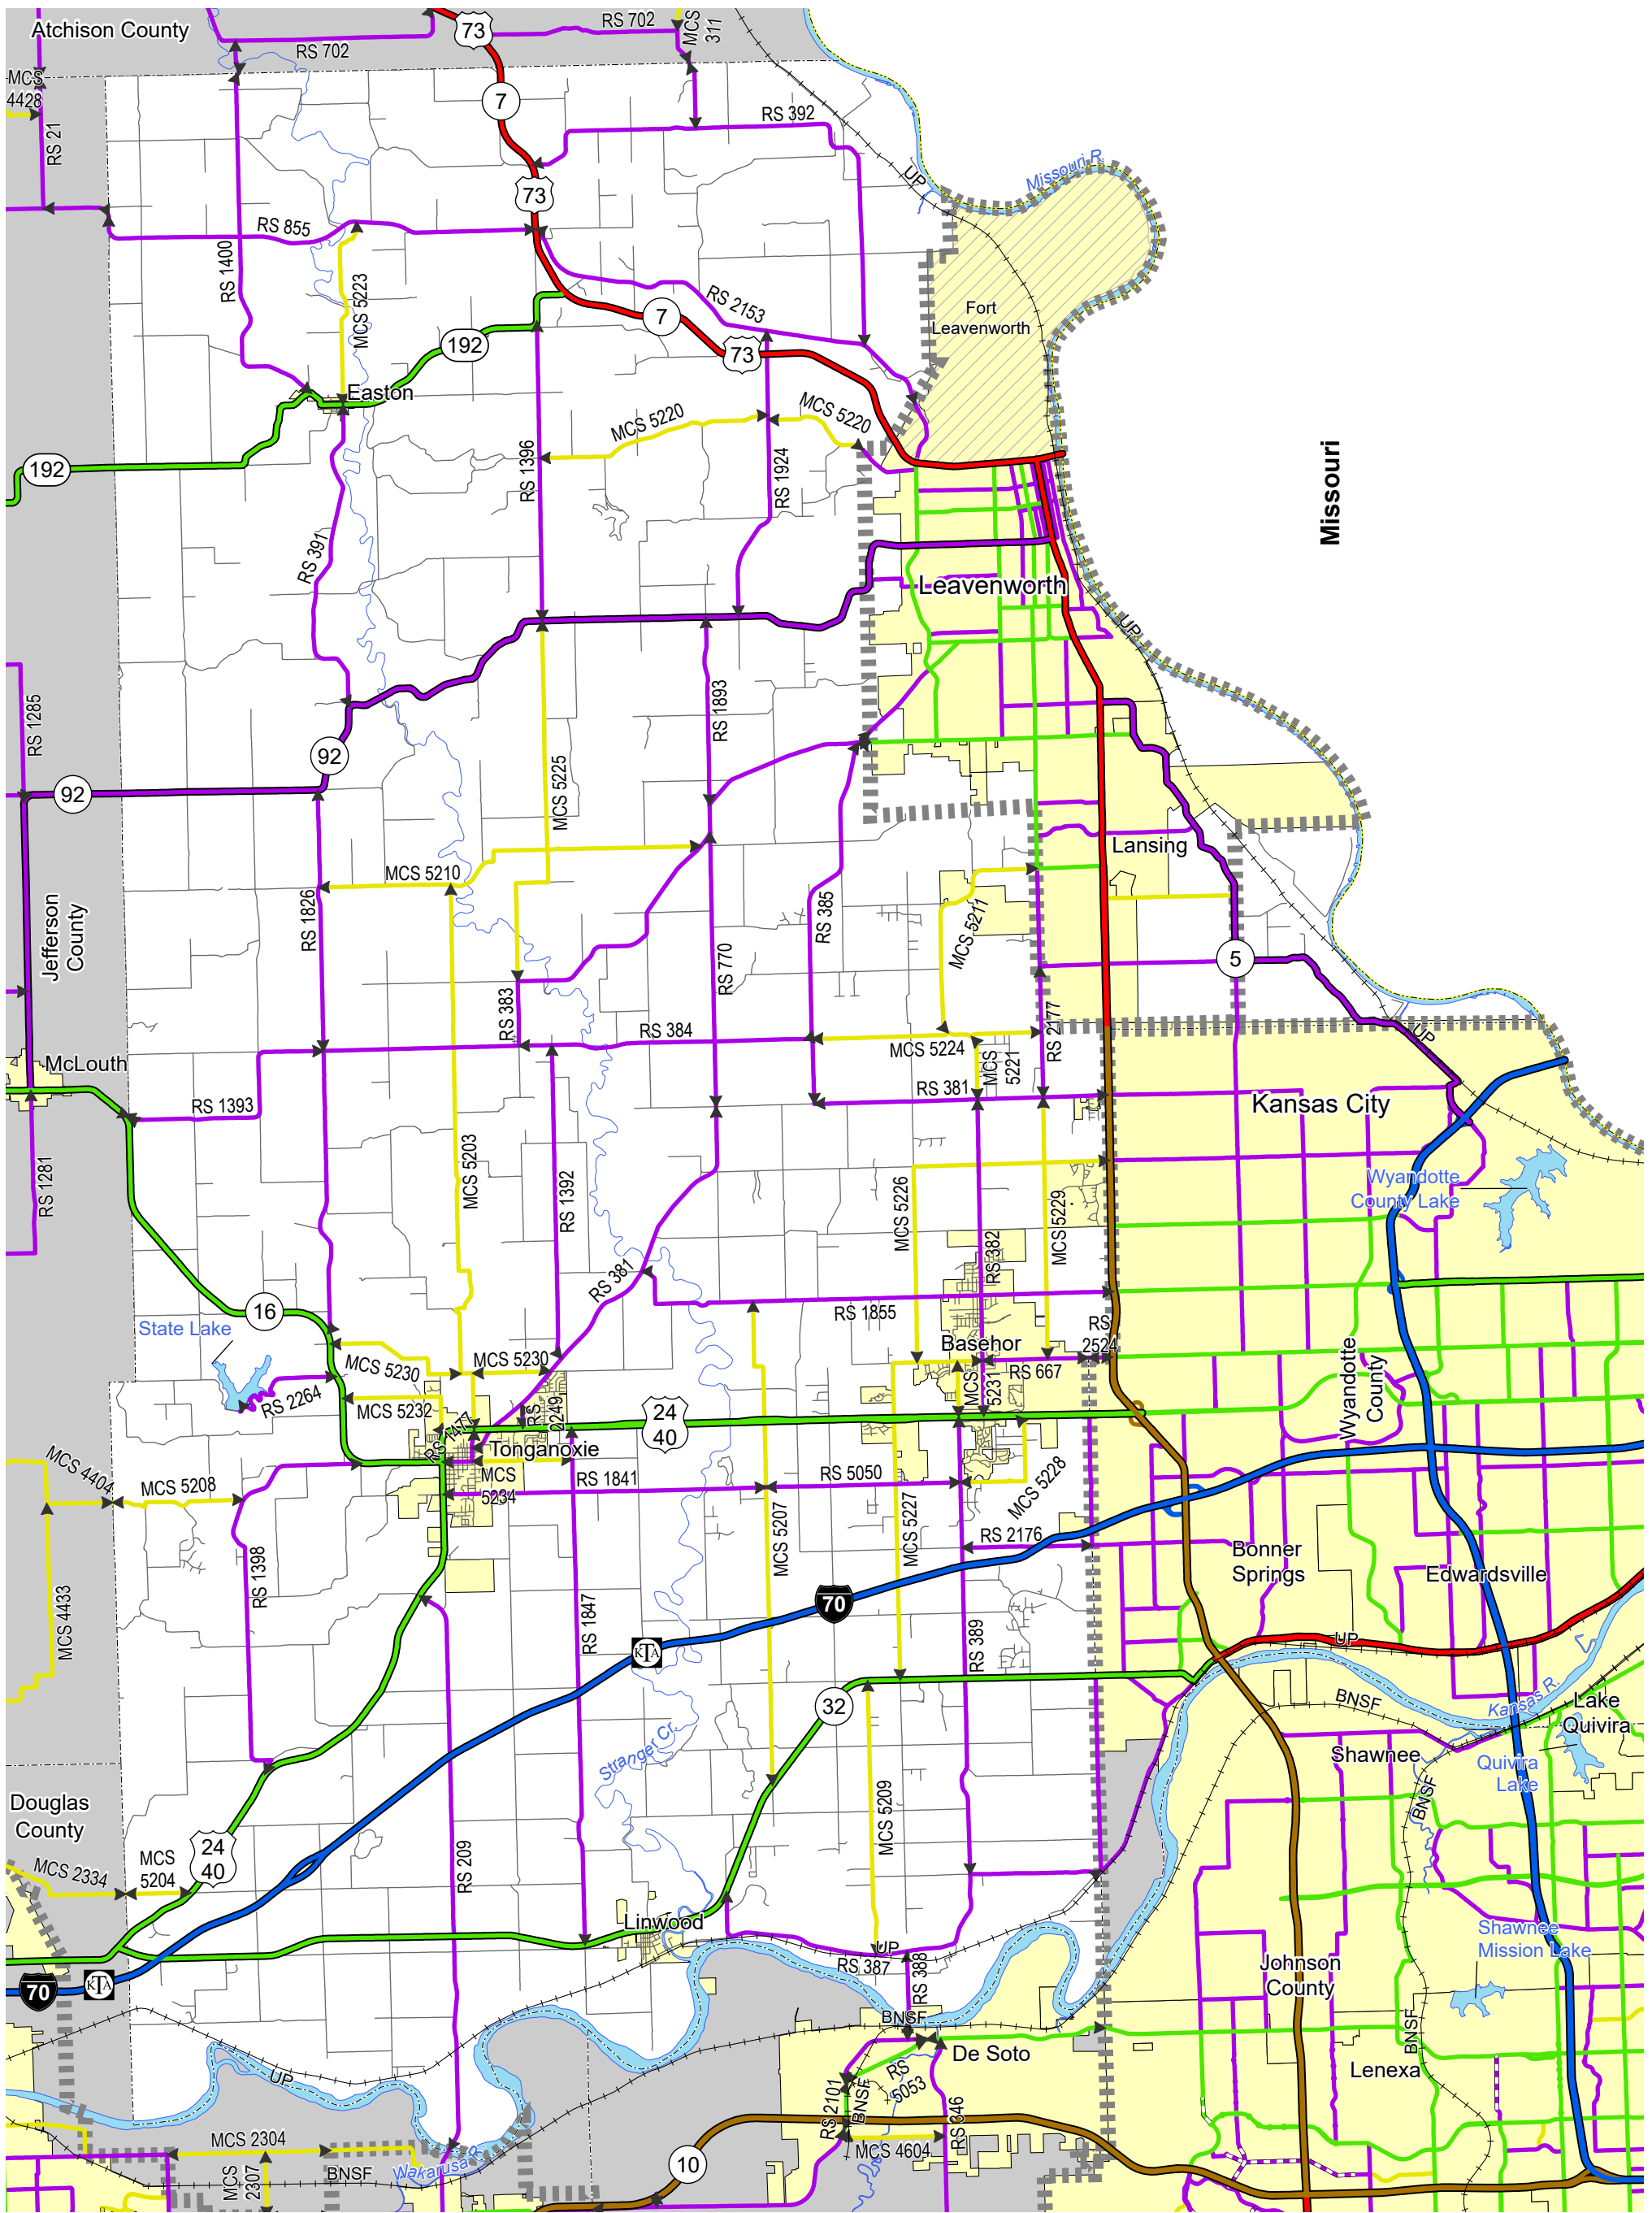 Atchison County
73
RS 702
RS 702
MCS
311
MCS
4428
RS 21
7
RS 392
UP
Missouri R.
73
RS 855
RS 1400
MCS 5223
RS 2153
7
Fort
Leavenworth
192
73
Easton
MCS 5220
MCS 5220
192
RS 1396
RS 1924
Missouri
RS 391
Leavenworth
UP
RS 1285
RS 1893
92
92
MCS 5225
Lansing
MCS 5210
RS 1826
RS 385
MCS 5211
Jefferson
County
5
RS 770
RS 383
RS 384
RS 2177
UP
MCS 5224
MCS
5221
McLouth
RS 381
RS 1393
Kansas City
RS 1281
MCS 5203
RS 1392
Wyandotte
County Lake
MCS 5226
MCS 5229
RS 382
RS 381
16
RS 1855
State Lake
Basehor
RS
2524
MCS 5230
MCS 5230
RS 667
Wyandotte
County
RS 2264
MCS 5232
MCS
5231
RS
2249
24
40
RS 1477
Tonganoxie
MCS 4404
MCS 5208
MCS
5234
RS 1841
RS 5050
MCS 5228
MCS 5207
MCS 5227
RS 2176
Bonner
Springs
Edwardsville
RS 1398
MCS 4433
RS 1847
70
KTA
RS 389
UP
32
BNSF
Kansas R.
Lake
Quivira
Stranger Cr.
Shawnee
Quivira
Lake
BNSF
Douglas
County
MCS 5209
24
40
MCS 2334
MCS
5204
RS 209
Linwood
Shawnee
Mission Lake
UP
RS 387
RS 388
Johnson
County
70
KTA
BNSF
De Soto
BNSF
Lenexa
UP
RS
5053
RS 2101
BNSF
RS 346
MCS 4604
MCS 2304
10
MCS
2307
BNSF
Wakarusa R.